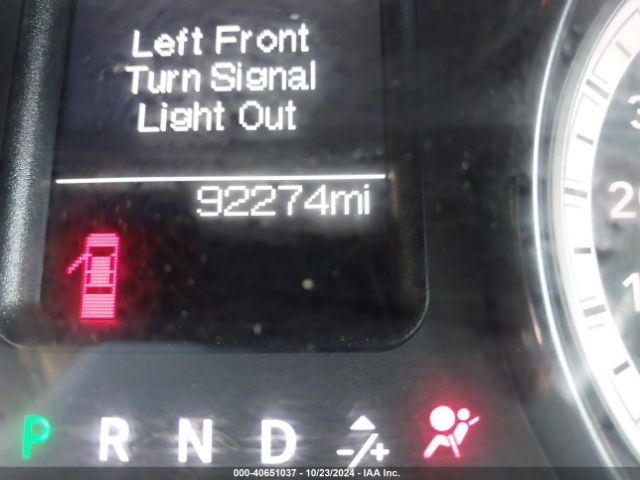 Left Front
Turn Signal
Light Out
92274mi
P R N D -/+
000-40651037 - 10/23/2024 - IAA Inc.